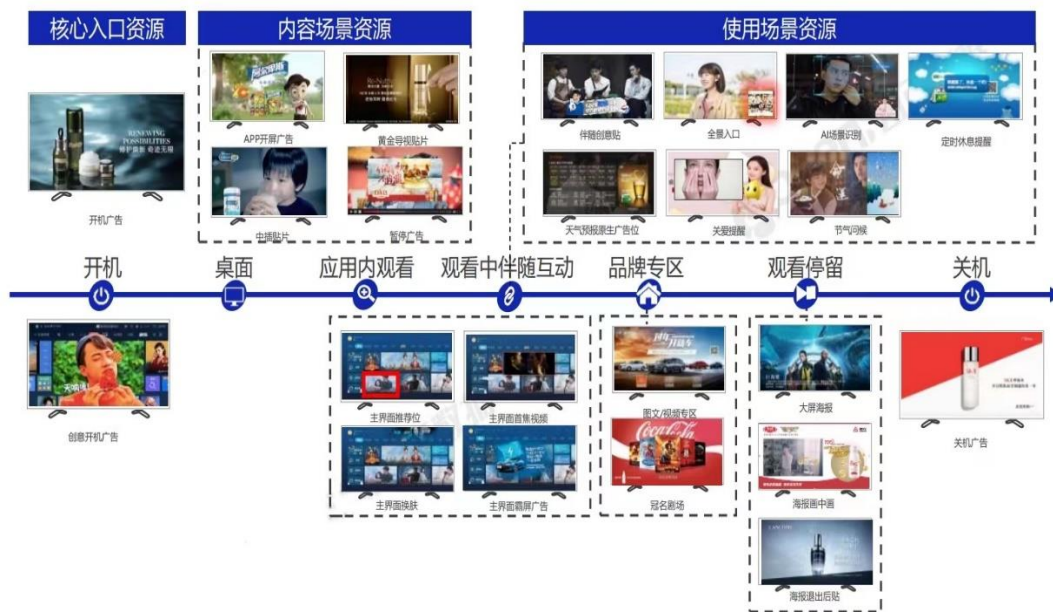 核心入口资源
内容场景资源
使用场景资源
RENEWING
POSSIBILITIES
开机广告
APP开屏广告
黄金导视贴片
中插贴片
暂停广告
伴随创意贴
全景入口
AI场景识别
定时休息提醒
天气预报原生广告位
关爱提醒
节气问候
开机
桌面
应用内观看
观看中伴随互动
品牌专区
观看停留
关机
创意开机广告
主界面推荐位
主界面首焦视频
主界面换肤
主界面霸屏广告
图文/视频专区
Coca-Cola
冠名剧场
大屏海报
海报画中画
海报退出后贴
关机广告